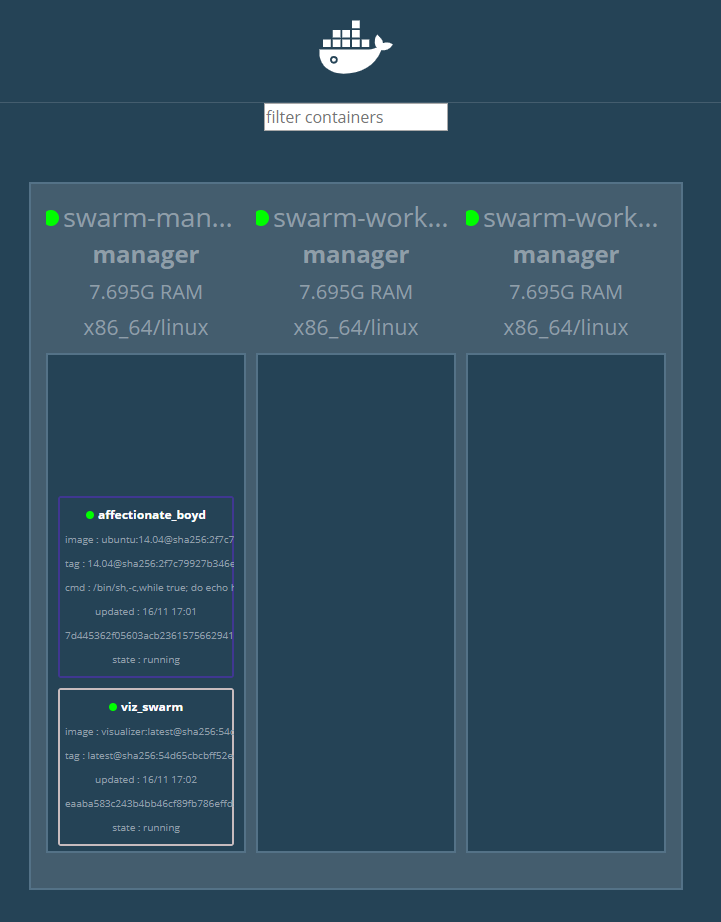 filter containers
swarm-man...
manager
7.695G RAM
x86_64/linux
affectionate_boyd
image : ubuntu:14.04@sha256:2f7c7
tag : 14.04@sha256:2f7c79927b346e
cmd : /bin/sh,-c,while true; do echo
updated : 16/11 17:01
7d445362f05603acb2361575662941
state : running
viz_swarm
image : visualizer:latest@sha256:54
tag : latest@sha256:54d65cbcbff52e
updated : 16/11 17:02
eaaba583c243b4bb46cf89fb786effd
state : running
swarm-work...
manager
7.695G RAM
x86_64/linux
swarm-work...
manager
7.695G RAM
x86_64/linux